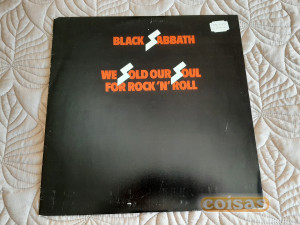 BLACK SABBATH
WE SOLD OUR SOUL
FOR ROCK 'N' ROLL
coisas